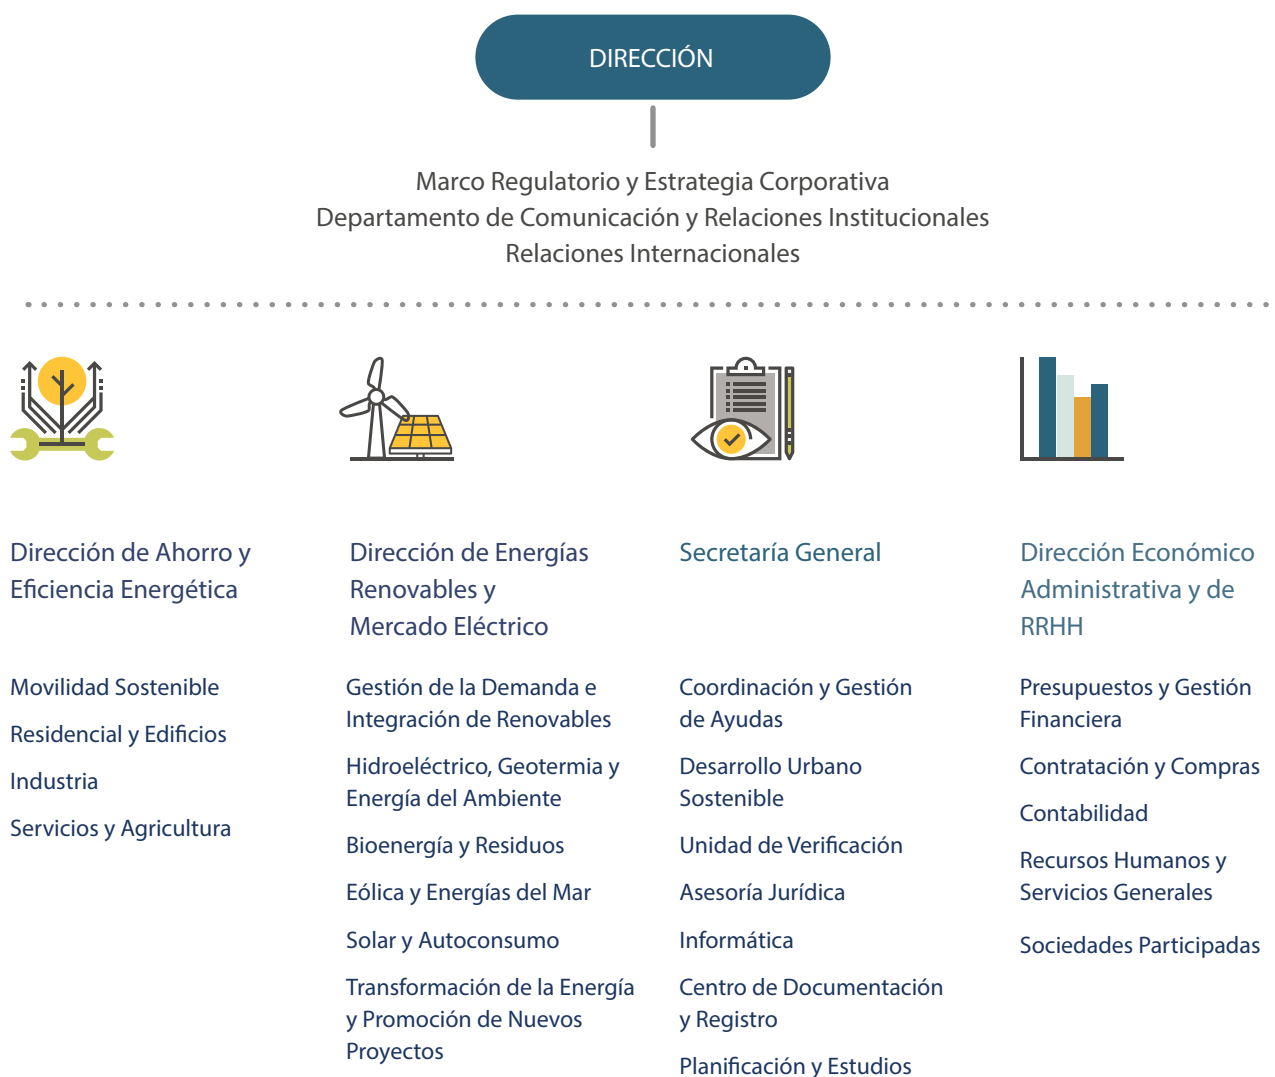 DIRECCIÓN
Marco Regulatorio y Estrategia Corporativa
Departamento de Comunicación y Relaciones Institucionales
Relaciones Internacionales
Dirección de Ahorro y
Eficiencia Energética
Movilidad Sostenible
Residencial y Edificios
Industria
Servicios y Agricultura
Dirección de Energías
Renovables y
Mercado Eléctrico
Gestión de la Demanda e
Integración de Renovables
Hidroeléctrico, Geotermia y
Energía del Ambiente
Bioenergía y Residuos
Eólica y Energías del Mar
Solar y Autoconsumo
Transformación de la Energía
y Promoción de Nuevos
Proyectos
Secretaría General
Coordinación y Gestión
de Ayudas
Desarrollo Urbano
Sostenible
Unidad de Verificación
Asesoría Jurídica
Informática
Centro de Documentación
y Registro
Planificación y Estudios
Dirección Económico
Administrativa y de
RRHH
Presupuestos y Gestión
Financiera
Contratación y Compras
Contabilidad
Recursos Humanos y
Servicios Generales
Sociedades Participadas